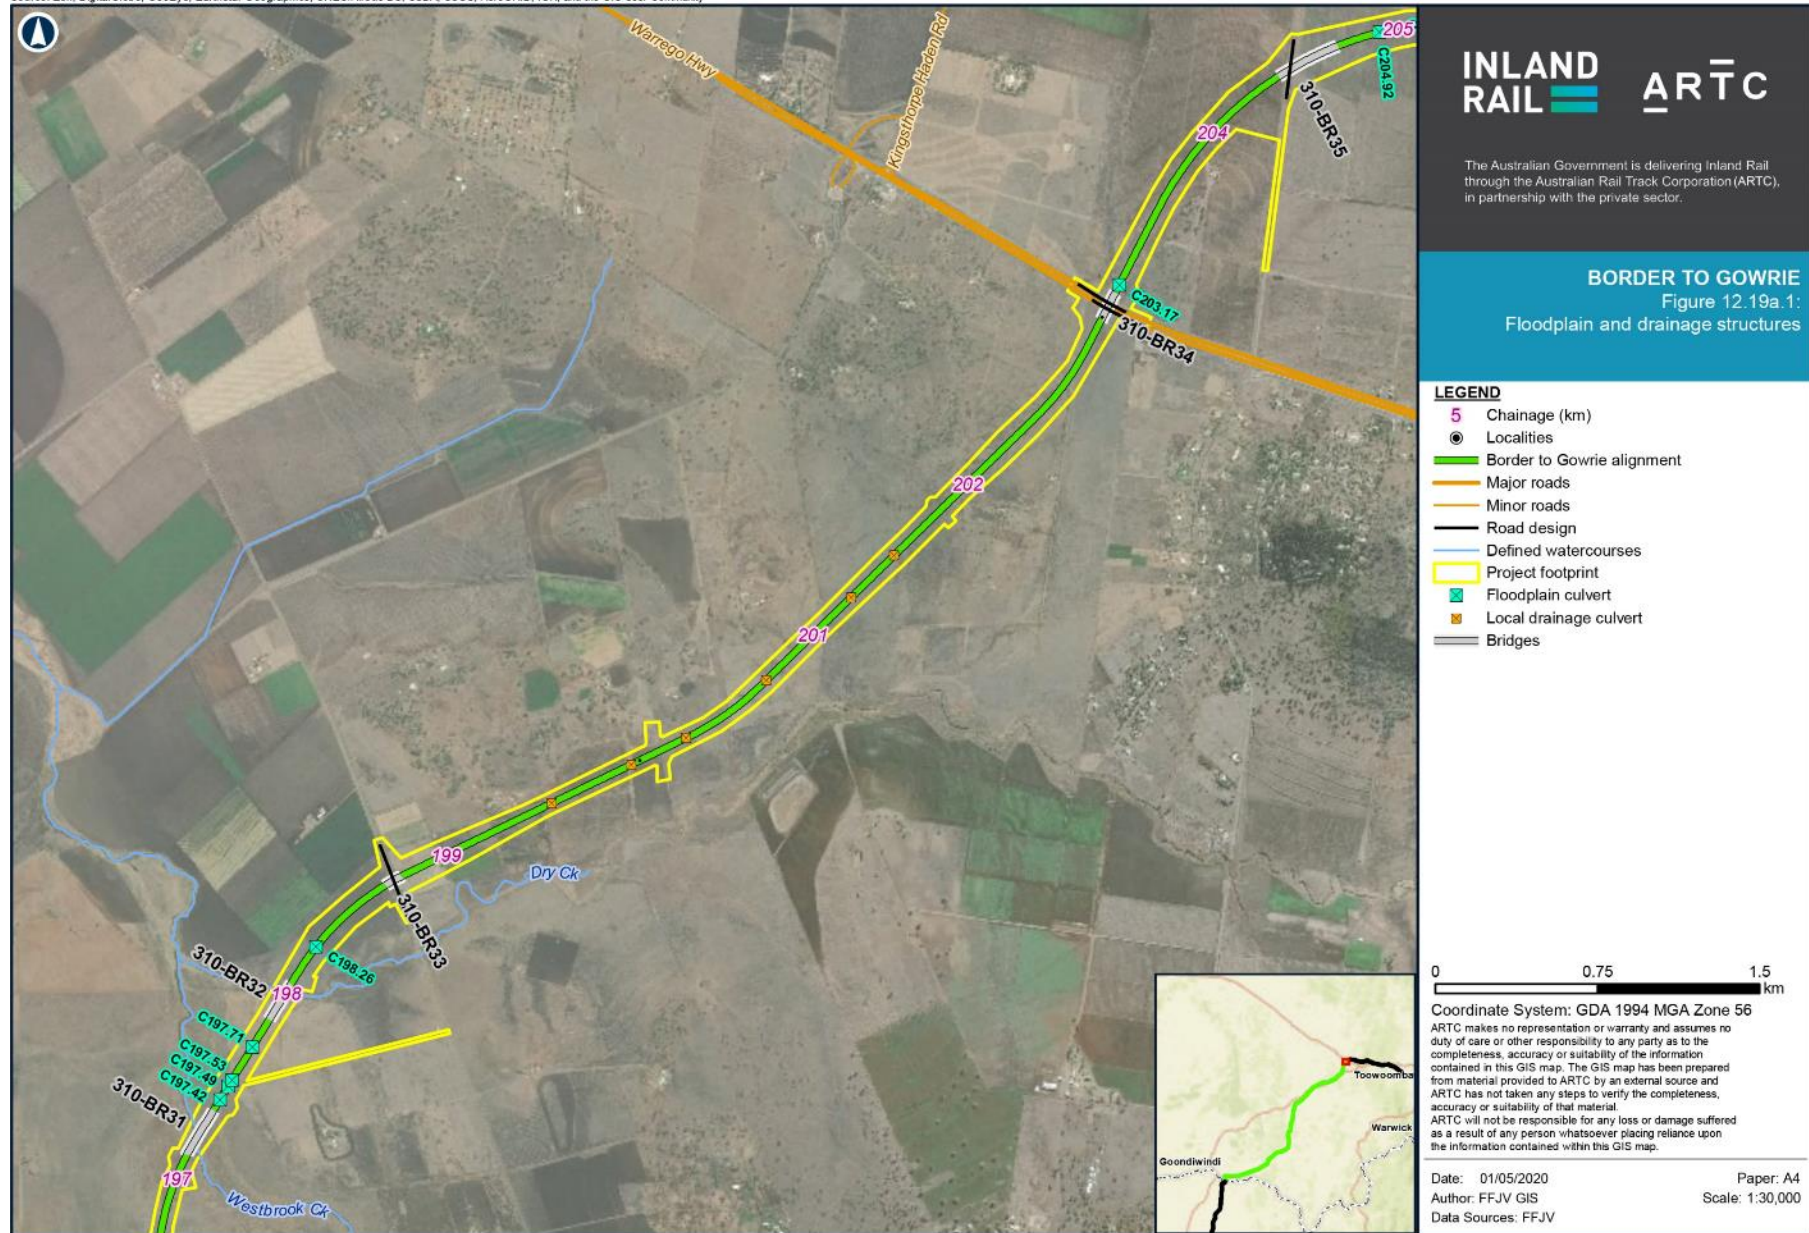 Warrego Hwy
Kingsthorpe Haden Rd
205
C204.92
310-BR35
204
C203.17
310-BR34
202
201
199
Dry Ck
310-BR33
C198.26
310-BR32
198
C197.71
C197.53
C197.49
C197.42
310-BR31
197
Westbrook Ck
Toowoomba
Warwick
Goondiwindi
INLAND
RAIL
ARTC
The Australian Government is delivering Inland Rail
through the Australian Rail Track Corporation (ARTC),
in partnership with the private sector.
BORDER TO GOWRIE
Figure 12.19a.1:
Floodplain and drainage structures
LEGEND
5 Chainage (km)
Localities
Border to Gowrie alignment
Major roads
Minor roads
Road design
Defined watercourses
Project footprint
Floodplain culvert
Local drainage culvert
Bridges
0 0.75 1.5
km
Coordinate System: GDA 1994 MGA Zone 56
ARTC makes no representation or warranty and assumes no
duty of care or other responsibility to any party as to the
completeness, accuracy or suitability of the information
contained in this GIS map. The GIS map has been prepared
from material provided to ARTC by an external source and
ARTC has not taken any steps to verify the completeness,
accuracy or suitability of that material.
ARTC will not be responsible for any loss or damage suffered
as a result of any person whatsoever placing reliance upon
the information contained within this GIS map.
Date: 01/05/2020 Paper: A4
Author: FFJV GIS Scale: 1:30,000
Data Sources: FFJV